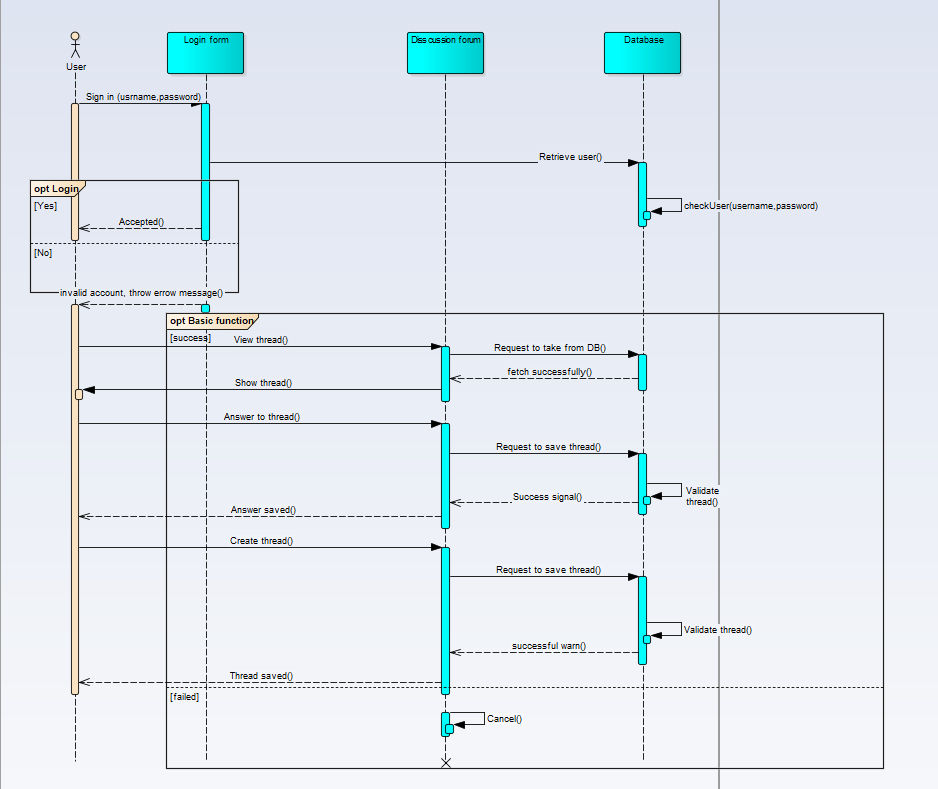 Login form
Disscussion forum
Database
User
Sign in (usrname,password)
Retrieve user()
opt Login
[Yes]
checkUser(username,password)
Accepted()
[No]
invalid account, throw errow message()
opt Basic function
[success]
View thread()
Request to take from DB()
fetch successfully()
Show thread()
Answer to thread()
Request to save thread()
Validate
thread()
Success signal()
Answer saved()
Create thread()
Request to save thread()
Validate thread()
successful warn()
Thread saved()
[failed]
Cancel()